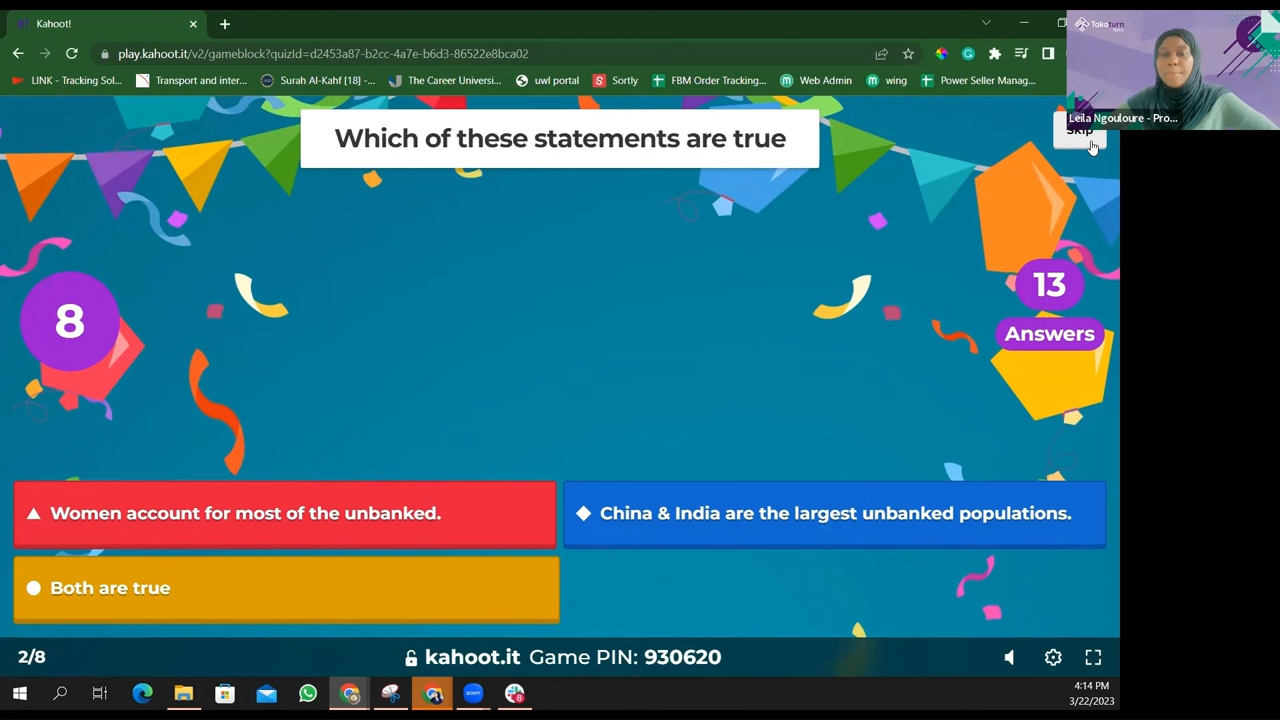 Kahoot!
play.kahoot.it/v2/gameblock?quizId=d2453a87-b2cc-4a7e-b6d3-86522e8bca02
LINK - Tracking Sol...
Transport and inter...
Surah Al-Kahf [18] -...
The Career Universi...
uwl portal
Sortly
FBM Order Tracking...
Web Admin
wing
Power Seller Manag...
Takaturn
Leila Ngouloure - Pro...
Skip
Which of these statements are true
8
13
Answers
Women account for most of the unbanked.
China & India are the largest unbanked populations.
Both are true
2/8
kahoot.it Game PIN: 930620
4:14 PM
3/22/2023